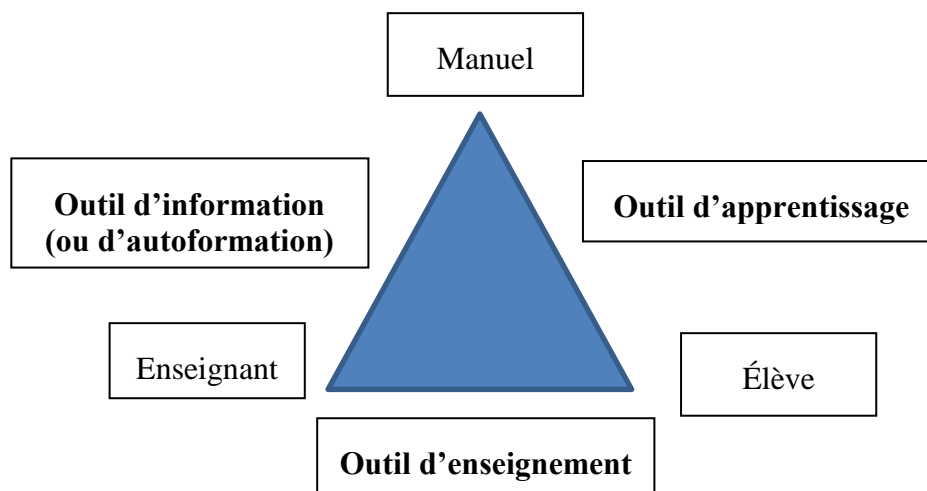 Manuel
Outil d’information
(ou d’autoformation)
Outil d’apprentissage
Enseignant
Élève
Outil d’enseignement